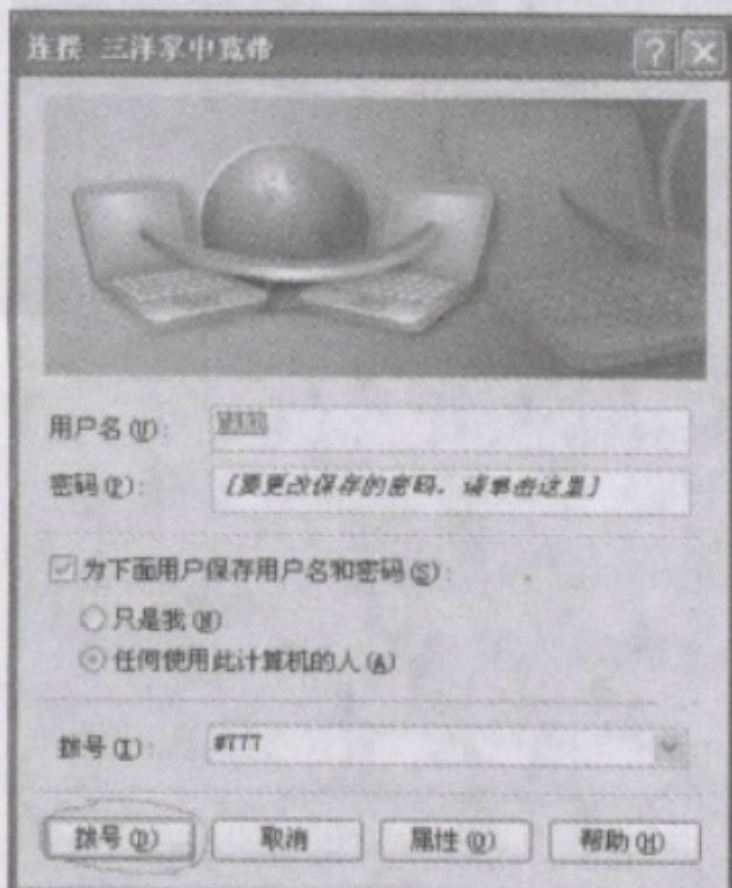 连接 三洋家中宽带
用户名(U):
密码(P): [要更改保存的密码，请单击这里]
为下面用户保存用户名和密码(S):
只是我(N)
任何使用此计算机的人(A)
拨号(I): #777
拨号(D) 取消 属性(O) 帮助(H)